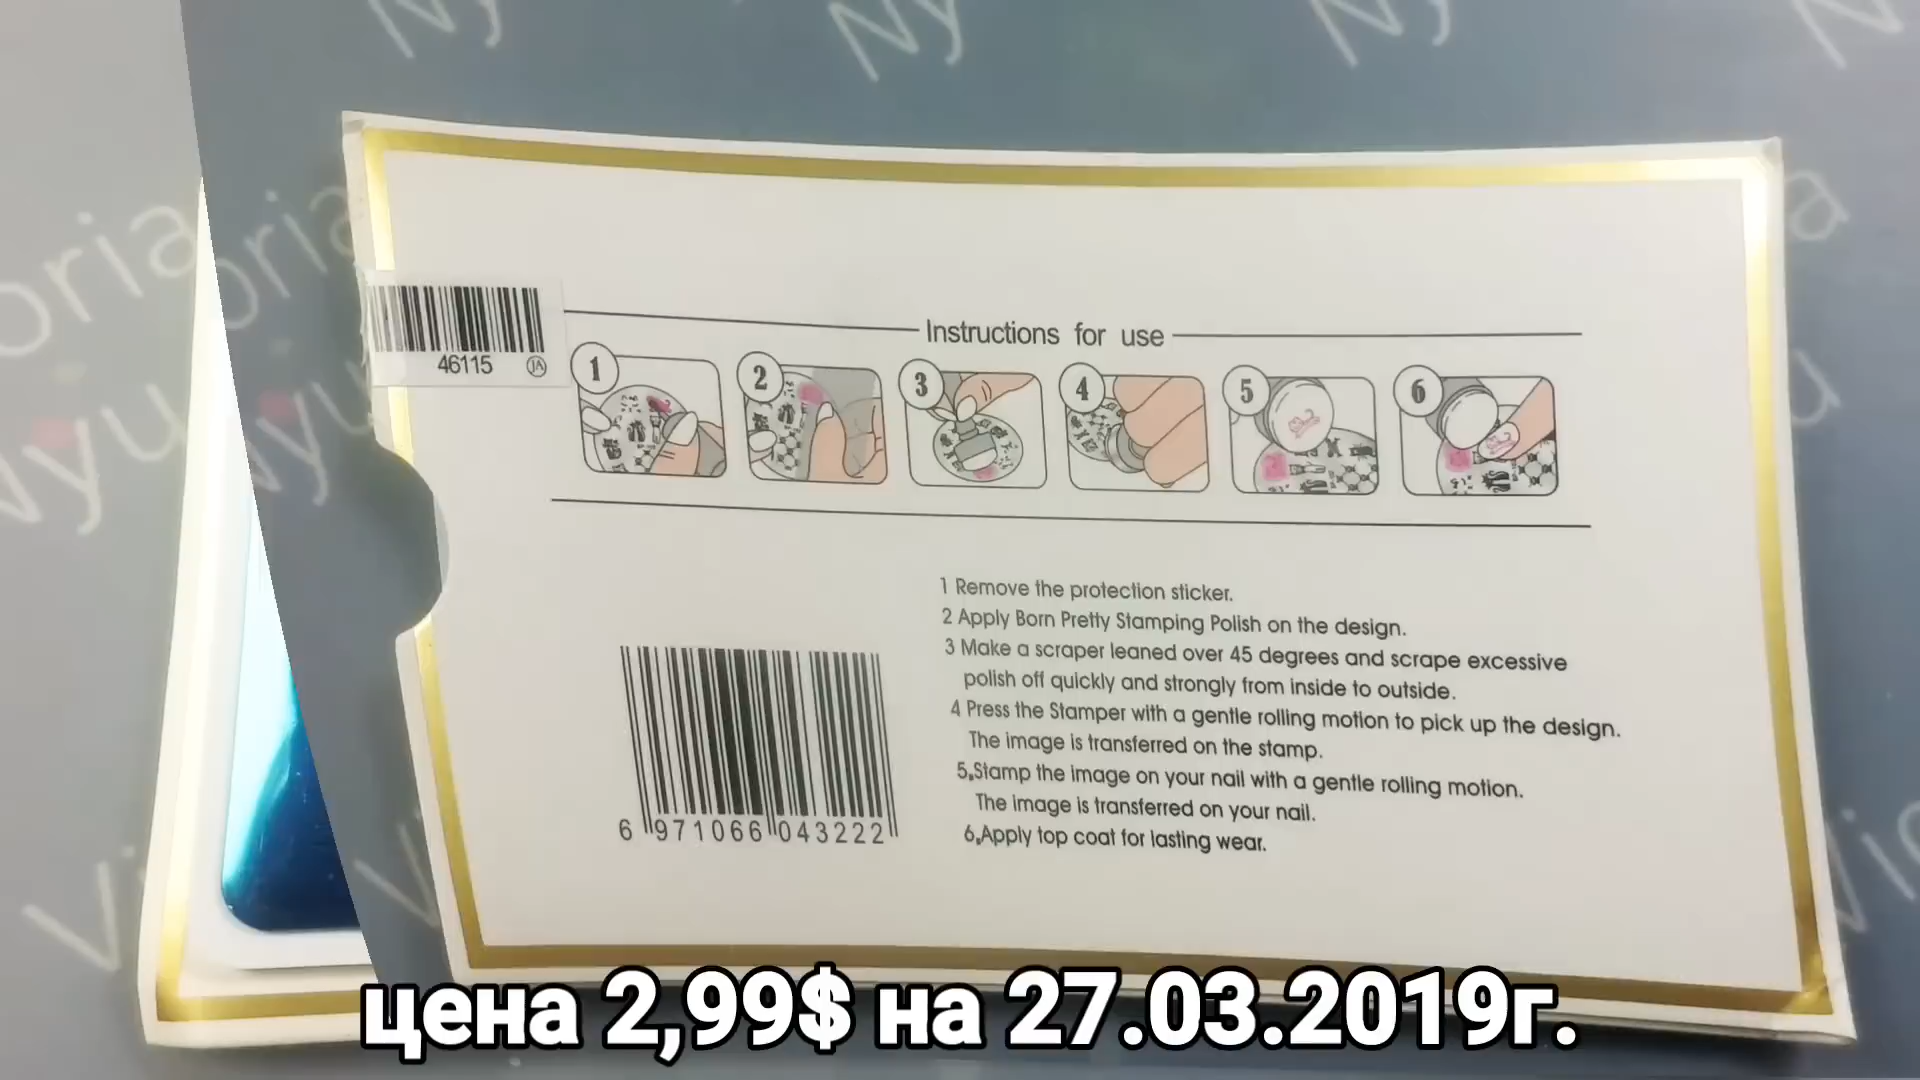 46115 JA
Instructions for use
1 2 3 4 5 6
1 Remove the protection sticker.
2 Apply Born Pretty Stamping Polish on the design.
3 Make a scraper leaned over 45 degrees and scrape excessive
polish off quickly and strongly from inside to outside.
4 Press the Stamper with a gentle rolling motion to pick up the design.
The image is transferred on the stamp.
5,Stamp the image on your nail with a gentle rolling motion.
The image is transferred on your nail.
6,Apply top coat for lasting wear.
6 971066 043222
цена 2,99$ на 27.03.2019г.